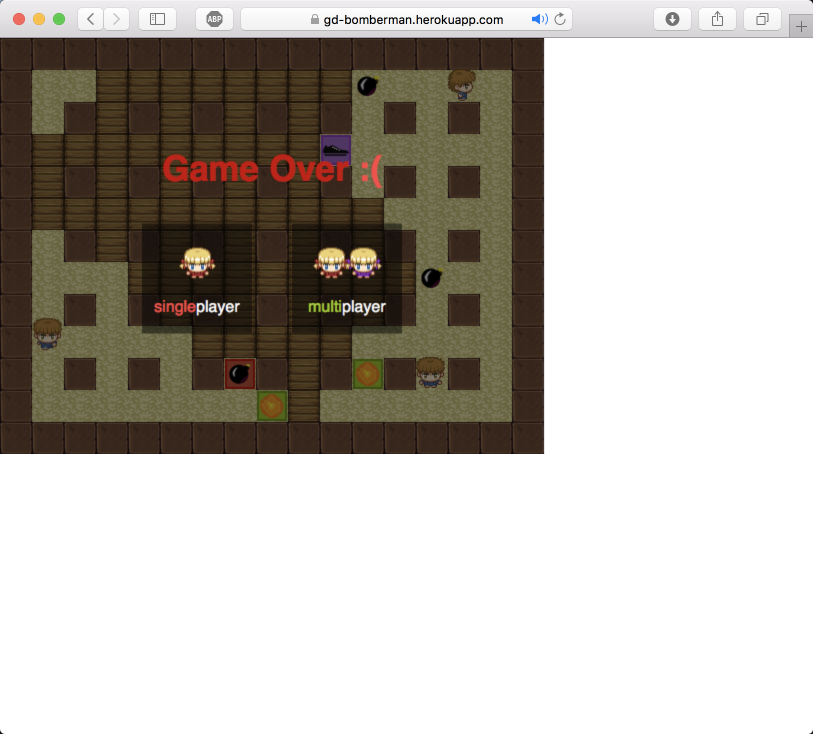 ABP
gd-bomberman.herokuapp.com
Game Over :(
singleplayer
multiplayer